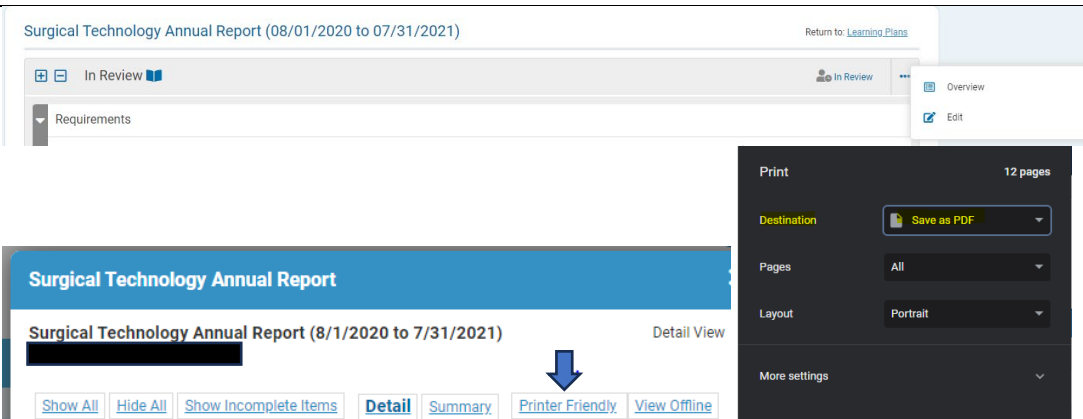 Surgical Technology Annual Report (08/01/2020 to 07/31/2021)
Return to: Learning Plans
In Review
In Review
Overview
Edit
Requirements
Print
12 pages
Destination
Save as PDF
Pages
All
Layout
Portrait
More settings
Surgical Technology Annual Report
Surgical Technology Annual Report (8/1/2020 to 7/31/2021)
Detail View
Show All
Hide All
Show Incomplete Items
Detail
Summary
Printer Friendly
View Offline